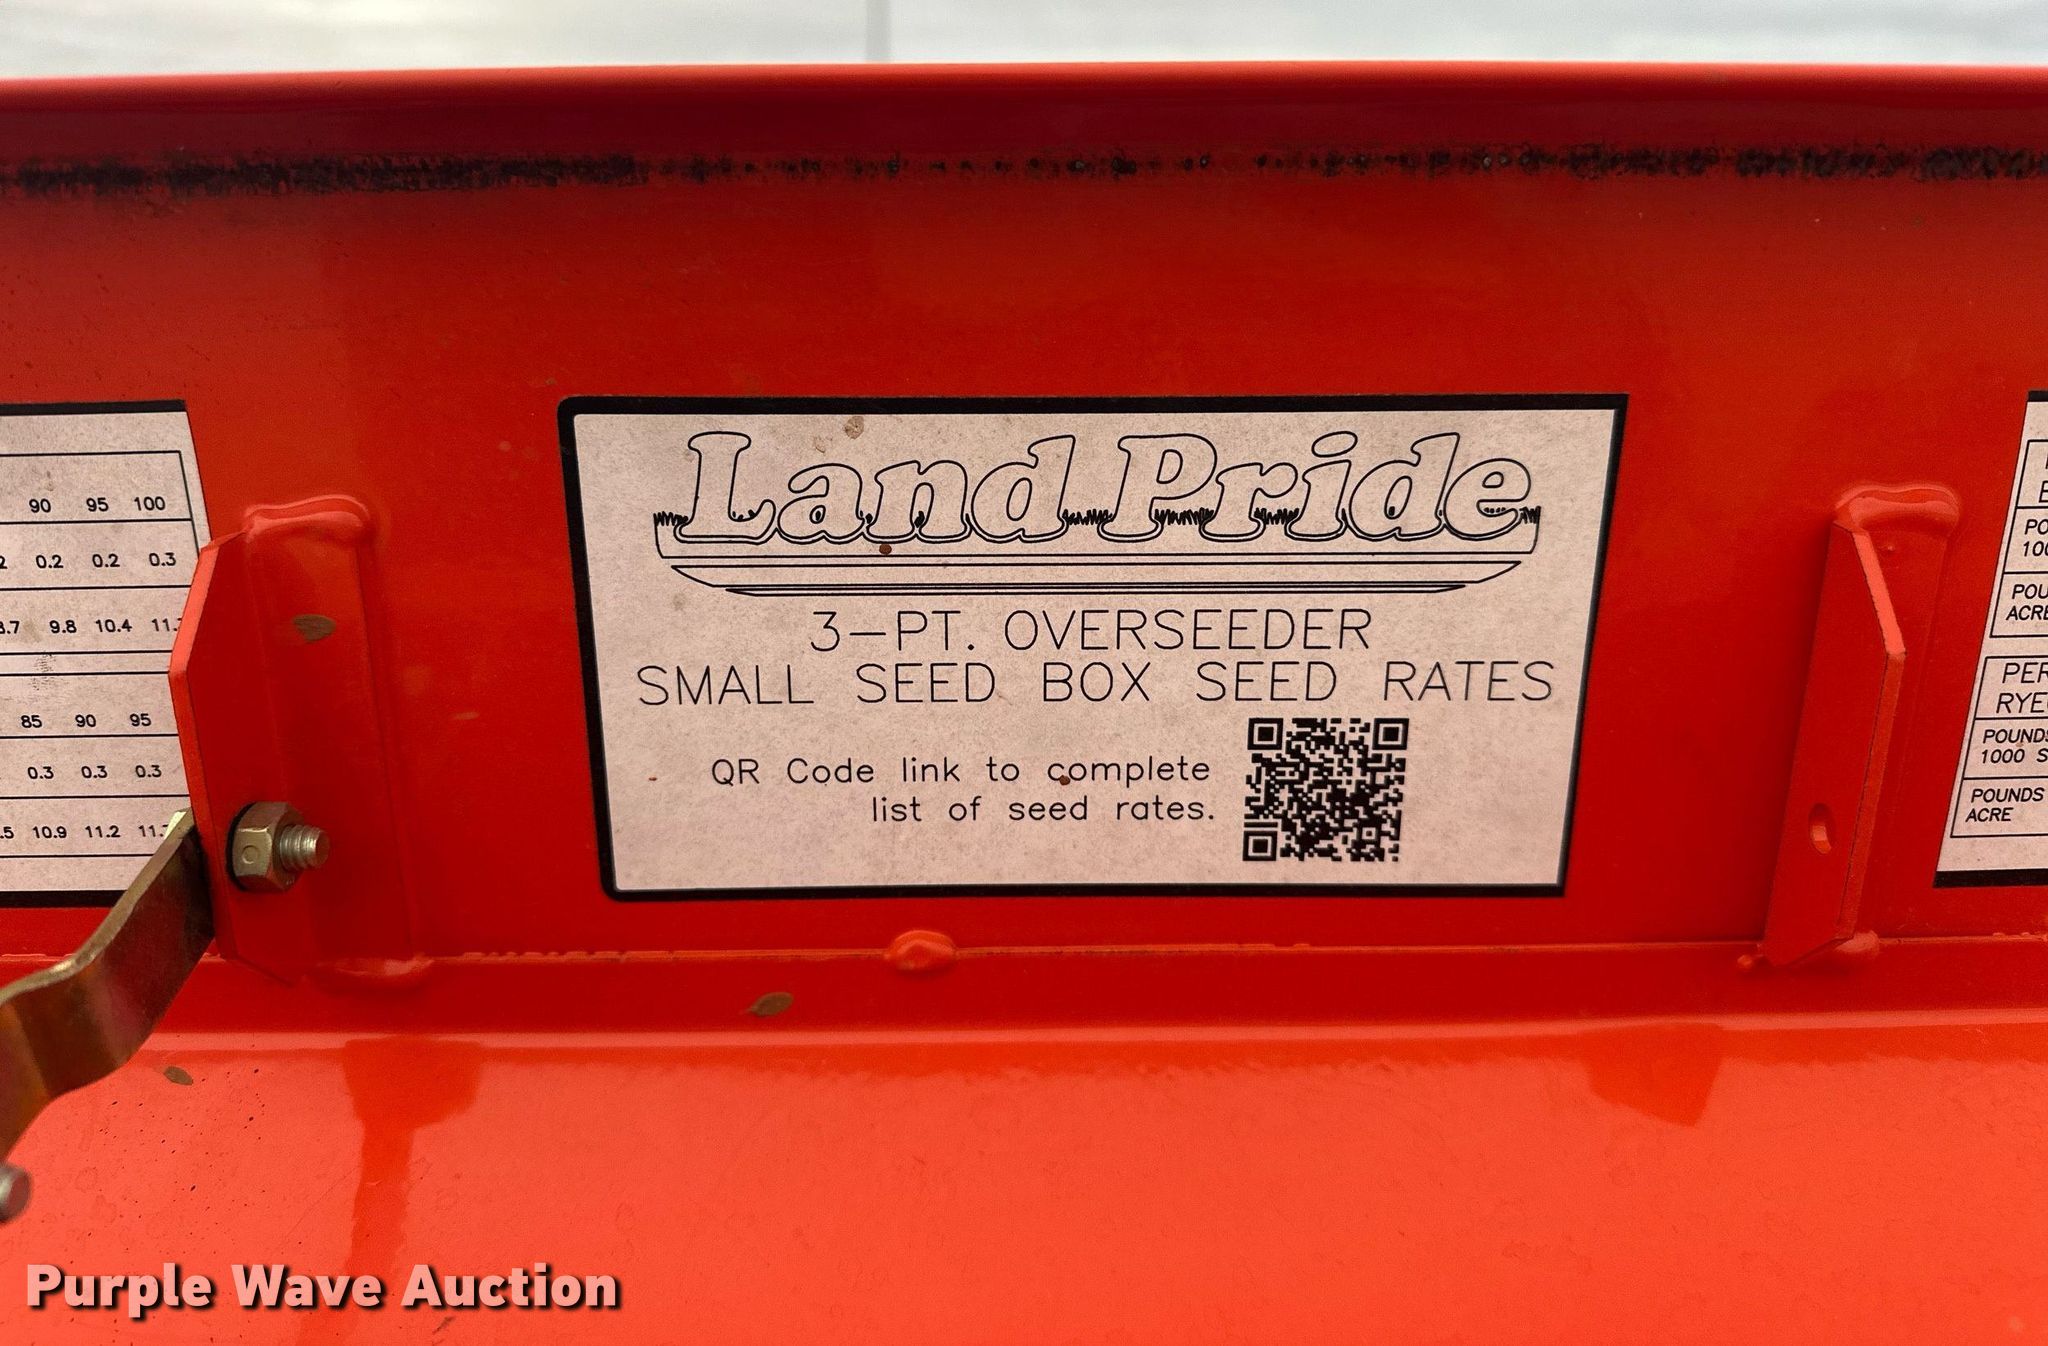 90 95 100
0.2 0.2 0.3
9.8 10.4
85 90 95
0.3 0.3 0.3
10.9 11.2
Land Pride
3-PT. OVERSEEDER
SMALL SEED BOX SEED RATES
QR Code link to complete
list of seed rates.
POUNDS
1000 S
POUNDS
ACRE
Purple Wave Auction